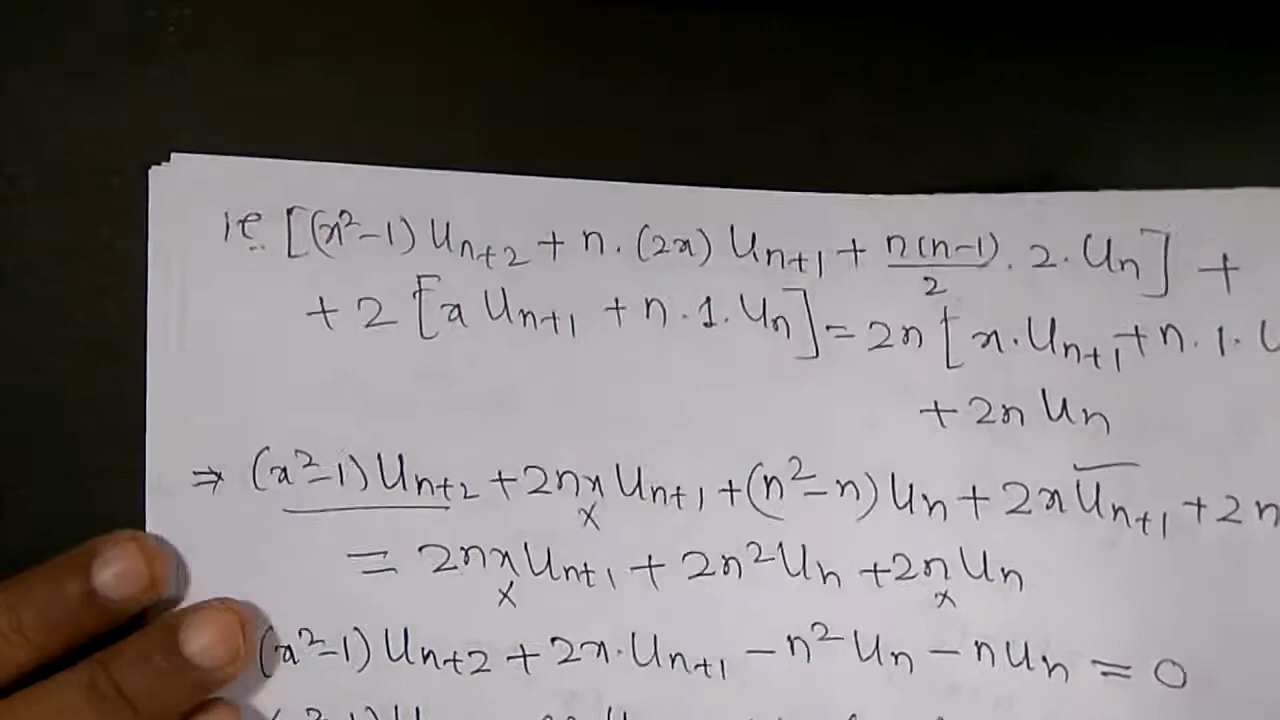 ie [(x²-1) Un+2 + n. (2x) Un+1 + n(n-1)/2 . 2. Un] +
+ 2 [x Un+1 + n . 1. Un] = 2n [x. Un+1 + n. 1.
+ 2n Un
⇒ (x²-1) Un+2 + 2nx Un+1 + (n²-n) Un + 2x Un+1 + 2n
= 2nx Un+1 + 2n² Un + 2n Un
(x²-1) Un+2 + 2x. Un+1 - n² Un - n Un = 0